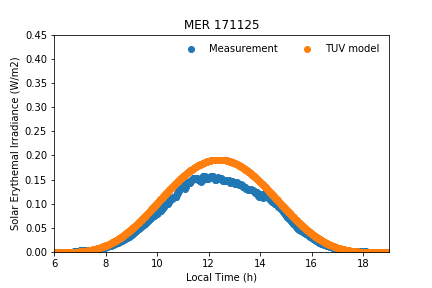 MER 171125
Measurement
TUV model
Solar Erythemal Irradiance (W/m2)
0.45
0.40
0.35
0.30
0.25
0.20
0.15
0.10
0.05
0.00
6 8 10 12 14 16 18
Local Time (h)